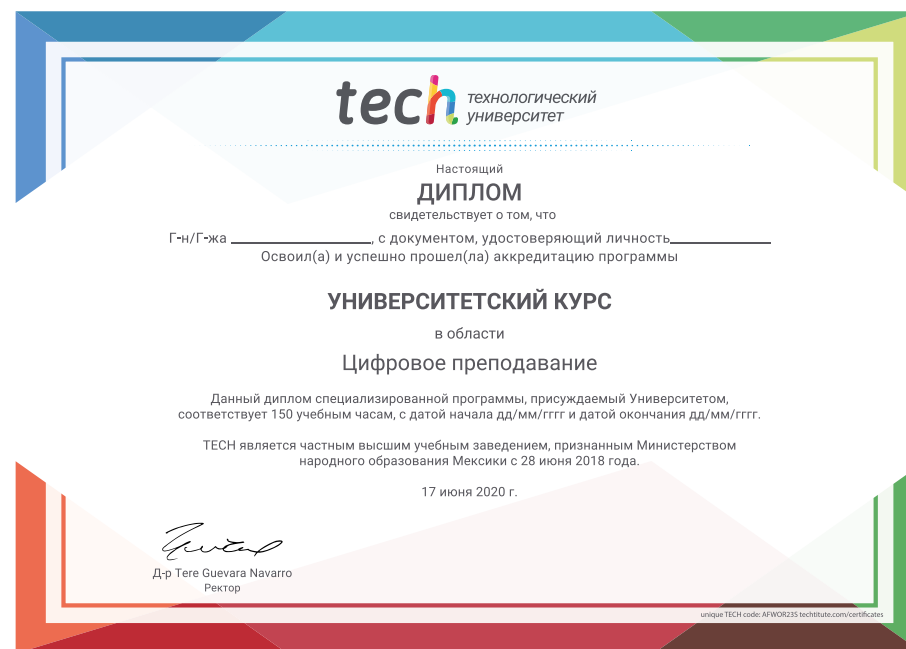 tech технологический
университет
Настоящий
ДИПЛОМ
свидетельствует о том, что
Г-н/Г-жа ____________, с документом, удостоверяющий личность____________
Освоил(а) и успешно прошел(ла) аккредитацию программы
УНИВЕРСИТЕТСКИЙ КУРС
в области
Цифровое преподавание
Данный диплом специализированной программы, присуждаемый Университетом,
соответствует 150 учебным часам, с датой начала дд/мм/гггг и датой окончания дд/мм/гггг.
TECH является частным высшим учебным заведением, признанным Министерством
народного образования Мексики с 28 июня 2018 года.
17 июня 2020 г.
Д-р Tere Guevara Navarro
Ректор
unique TECH code: AFWOR23S techtitute.com/certificates